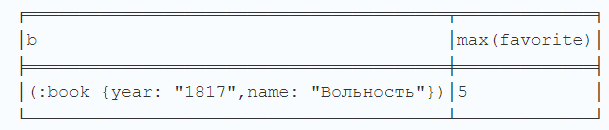 b max(favorite)
(:book {year: "1817",name: "Вольность"}) 5